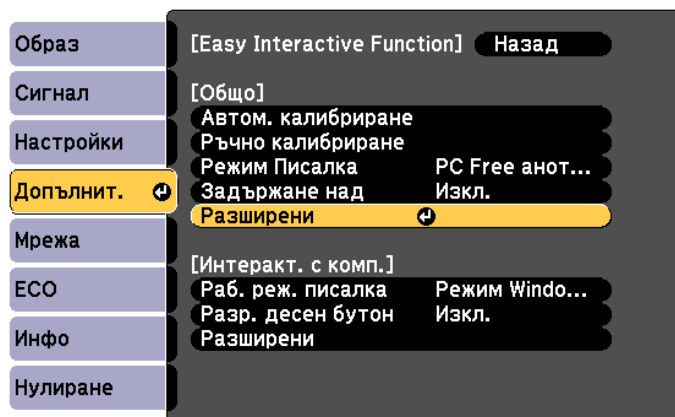 Образ
Сигнал
Настройки
Допълнит.
Мрежа
ECO
Инфо
Нулиране
[Easy Interactive Function] Назад
[Общо]
Автом. калибриране
Ръчно калибриране
Режим Писалка PC Free анот...
Задържане над Изкл.
Разширени
[Интеракт. с комп.]
Раб. реж. писалка Режим Windo...
Разр. десен бутон Изкл.
Разширени